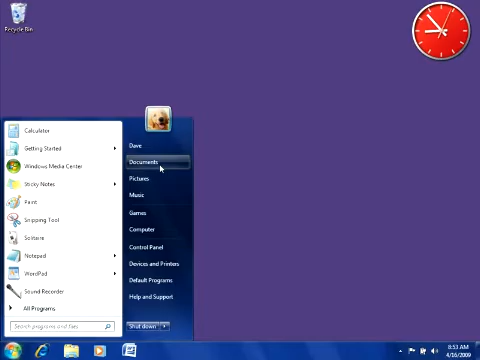 Recycle Bin
Calculator
Getting Started
Windows Media Center
Sticky Notes
Paint
Snipping Tool
Solitaire
Notepad
WordPad
Sound Recorder
All Programs
Search programs and files
Dave
Documents
Pictures
Music
Games
Computer
Control Panel
Devices and Printers
Default Programs
Help and Support
Shut down
8:53 AM
4/16/2009